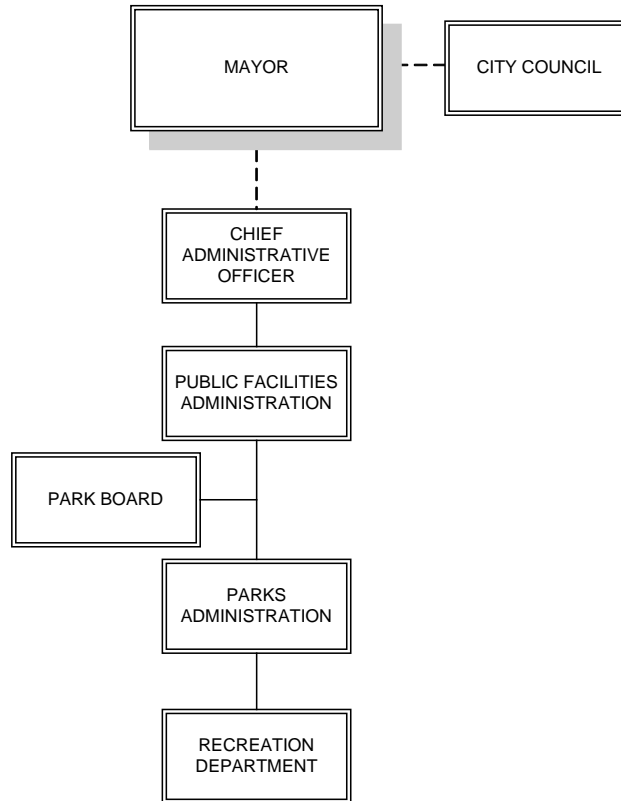 MAYOR
CITY COUNCIL
CHIEF
ADMINISTRATIVE
OFFICER
PUBLIC FACILITIES
ADMINISTRATION
PARK BOARD
PARKS
ADMINISTRATION
RECREATION
DEPARTMENT